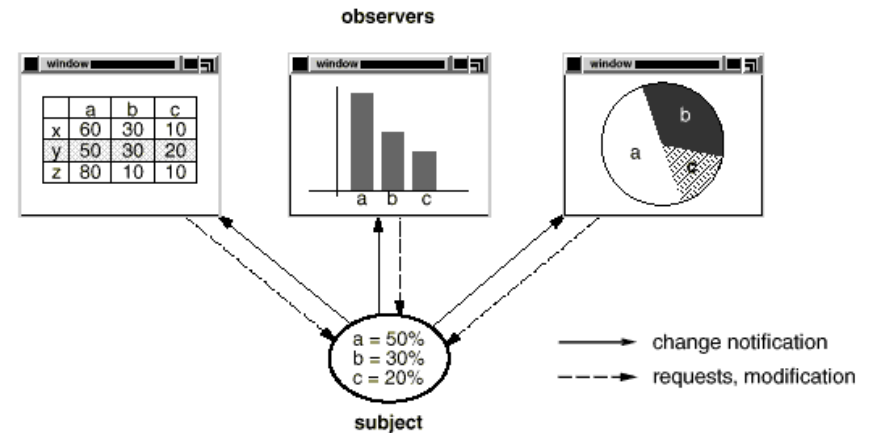 observers
window
a b c
x 60 30 10
y 50 30 20
z 80 10 10
window
a b c
window
a
b
c
a = 50%
b = 30%
c = 20%
subject
change notification
requests, modification